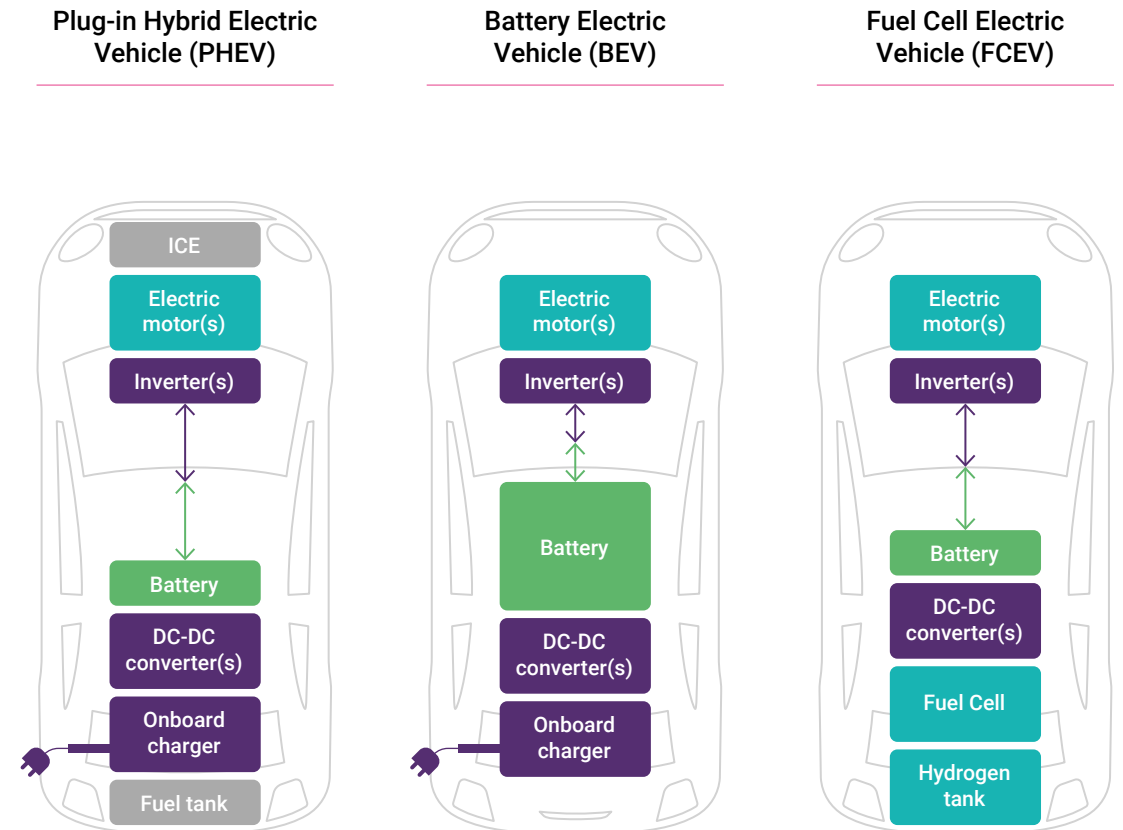 Plug-in Hybrid Electric
Vehicle (PHEV)
ICE
Electric
motor(s)
Inverter(s)
Battery
DC-DC
converter(s)
Onboard
charger
Fuel tank
Battery Electric
Vehicle (BEV)
Electric
motor(s)
Inverter(s)
Battery
DC-DC
converter(s)
Onboard
charger
Fuel Cell Electric
Vehicle (FCEV)
Electric
motor(s)
Inverter(s)
Battery
DC-DC
converter(s)
Fuel Cell
Hydrogen
tank